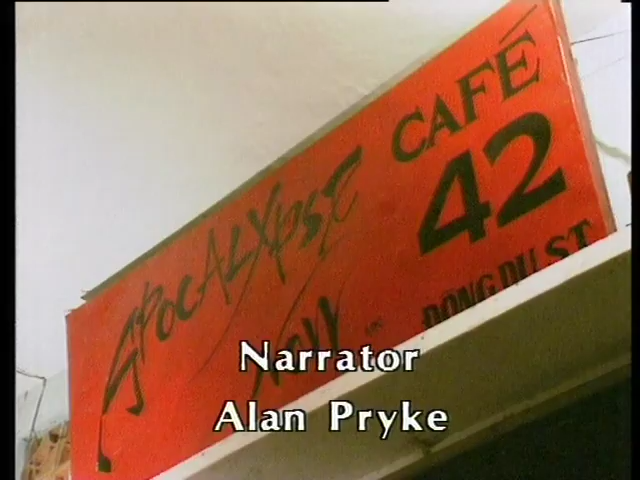 CAFÉ
42
APOCALYPSE
NOW
DONG DU ST
Narrator
Alan Pryke